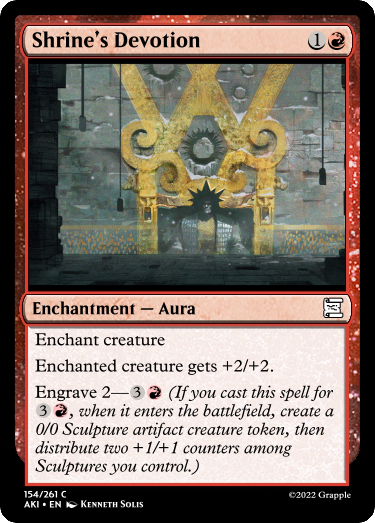 Shrine's Devotion 1
Enchantment — Aura
Enchant creature
Enchanted creature gets +2/+2.
Engrave 2—3 (If you cast this spell for
3, when it enters the battlefield, create a
0/0 Sculpture artifact creature token, then
distribute two +1/+1 counters among
Sculptures you control.)
154/261 C
AKI • EN Kenneth Solis
©2022 Grapple